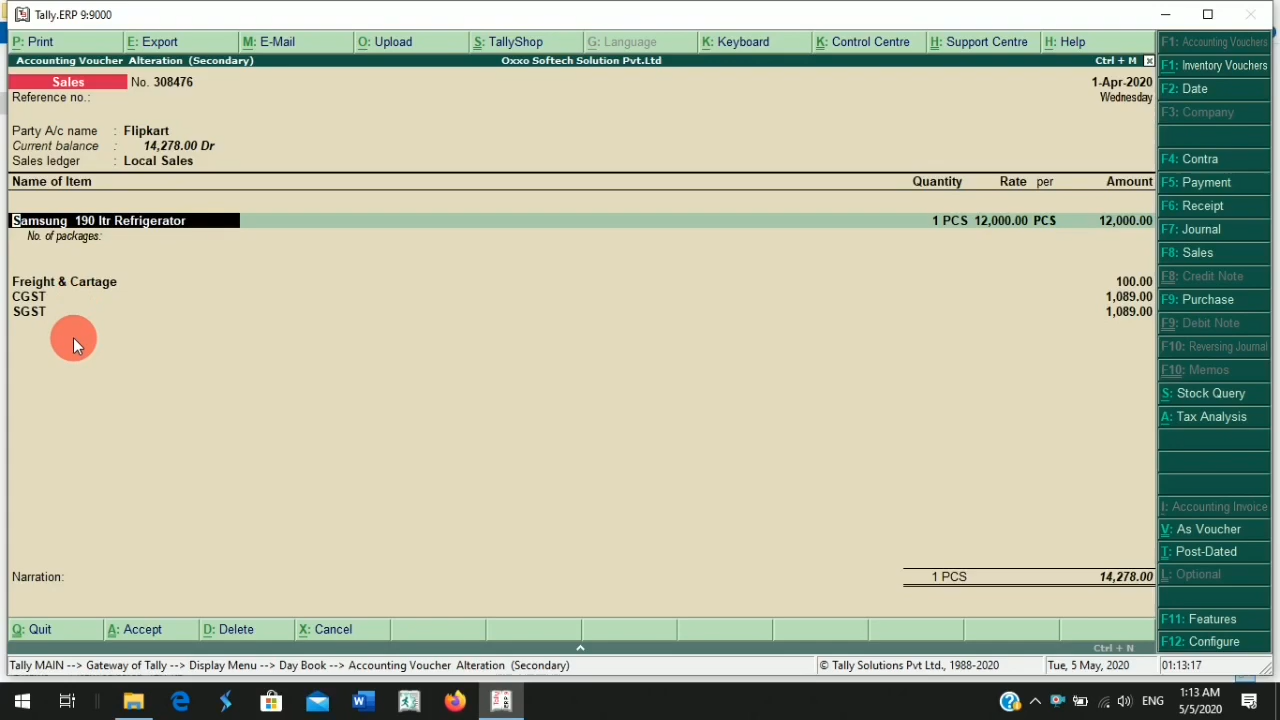 Tally.ERP 9:9000
P: Print E: Export M: E-Mail O: Upload S: TallyShop G: Language K: Keyboard K: Control Centre H: Support Centre H: Help
Accounting Voucher Alteration (Secondary) Oxxo Softech Solution Pvt.Ltd Ctrl + M
Sales No. 308476 1-Apr-2020
Reference no.: Wednesday
Party A/c name : Flipkart
Current balance : 14,278.00 Dr
Sales ledger : Local Sales
Name of Item Quantity Rate per Amount
Samsung 190 ltr Refrigerator 1 PCS 12,000.00 PCS 12,000.00
No. of packages:
Freight & Cartage 100.00
CGST 1,089.00
SGST 1,089.00
Narration: 1 PCS 14,278.00
Q: Quit A: Accept D: Delete X: Cancel
Ctrl + N
Tally MAIN --> Gateway of Tally --> Display Menu --> Day Book --> Accounting Voucher Alteration (Secondary) © Tally Solutions Pvt Ltd., 1988-2020 Tue, 5 May, 2020 01:13:17
F1: Accounting Vouchers
F1: Inventory Vouchers
F2: Date
F3: Company
F4: Contra
F5: Payment
F6: Receipt
F7: Journal
F8: Sales
F8: Credit Note
F9: Purchase
F9: Debit Note
F10: Reversing Journal
F10: Memos
S: Stock Query
A: Tax Analysis
I: Accounting Invoice
V: As Voucher
T: Post-Dated
L: Optional
F11: Features
F12: Configure
ENG 1:13 AM
5/5/2020